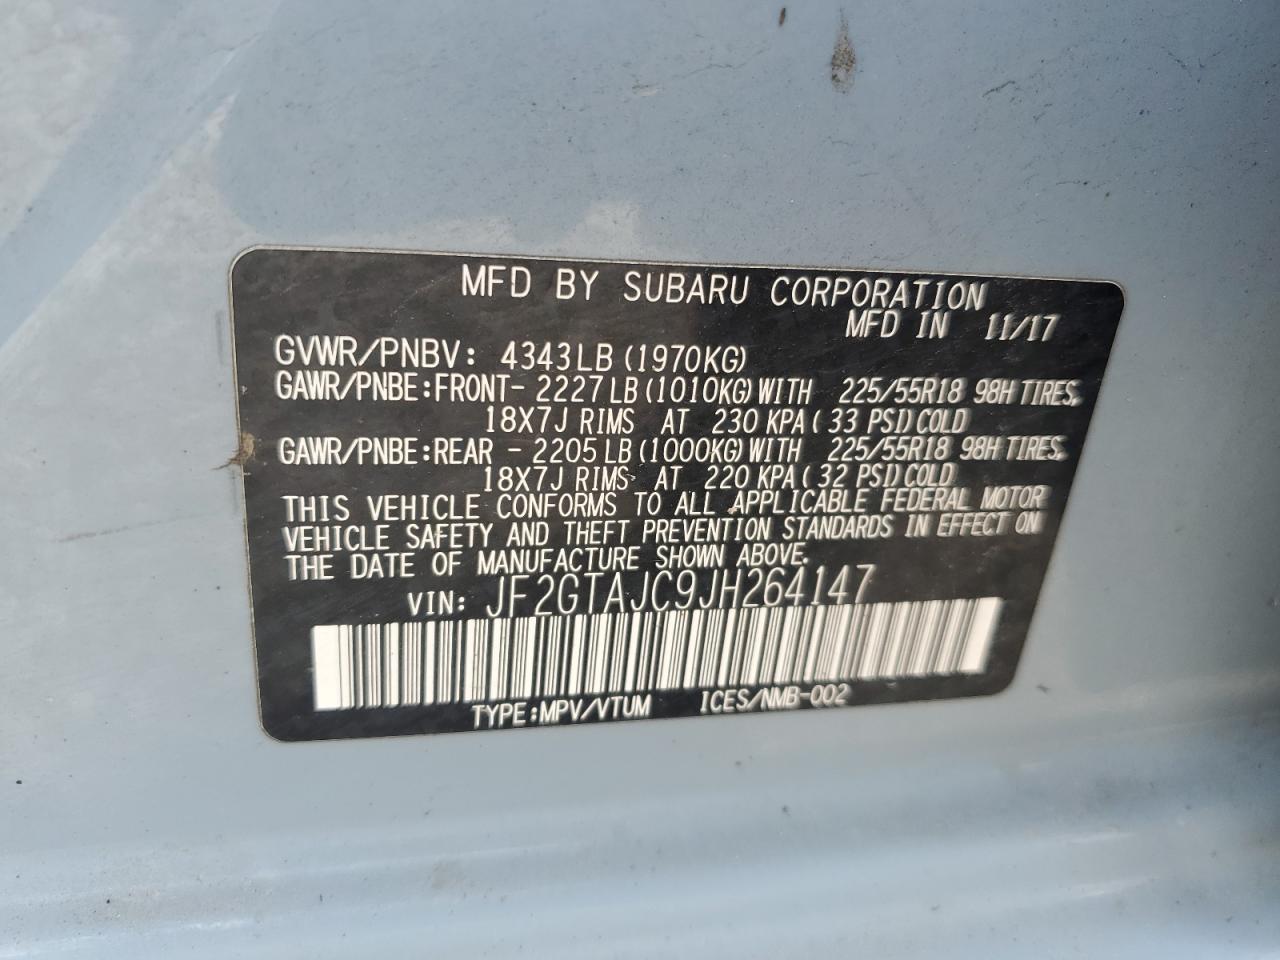 MFD BY SUBARU CORPORATION
MFD IN 11/17
GVWR/PNBV: 4343LB (1970KG)
GAWR/PNBE:FRONT- 2227LB (1010KG) WITH 225/55R18 98H TIRES,
18X7J RIMS AT 230 KPA (33 PSI) COLD
GAWR/PNBE:REAR - 2205LB (1000KG) WITH 225/55R18 98H TIRES,
18X7J RIMS AT 220 KPA (32 PSI) COLD
THIS VEHICLE CONFORMS TO ALL APPLICABLE FEDERAL MOTOR
VEHICLE SAFETY AND THEFT PREVENTION STANDARDS IN EFFECT ON
THE DATE OF MANUFACTURE SHOWN ABOVE.
VIN: JF2GTAJC9JH264147
TYPE:MPV/VTUM ICES/NMB-002